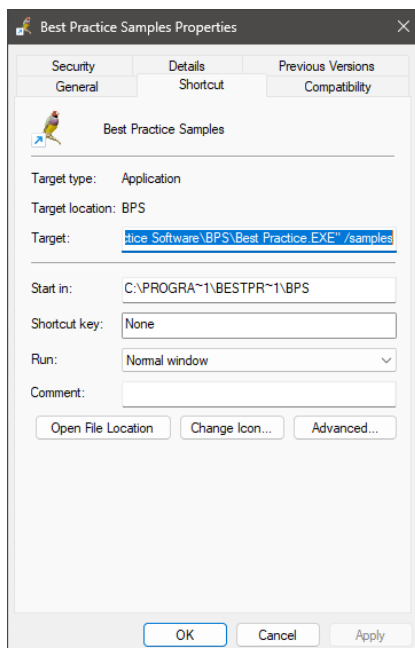 Best Practice Samples Properties
Security Details Previous Versions
General Shortcut Compatibility
Best Practice Samples
Target type: Application
Target location: BPS
Target: tice Software\BPS\Best Practice.EXE" /samples
Start in: C:\PROGRA~1\BESTPR~1\BPS
Shortcut key: None
Run: Normal window
Comment:
Open File Location Change Icon... Advanced...
OK Cancel Apply